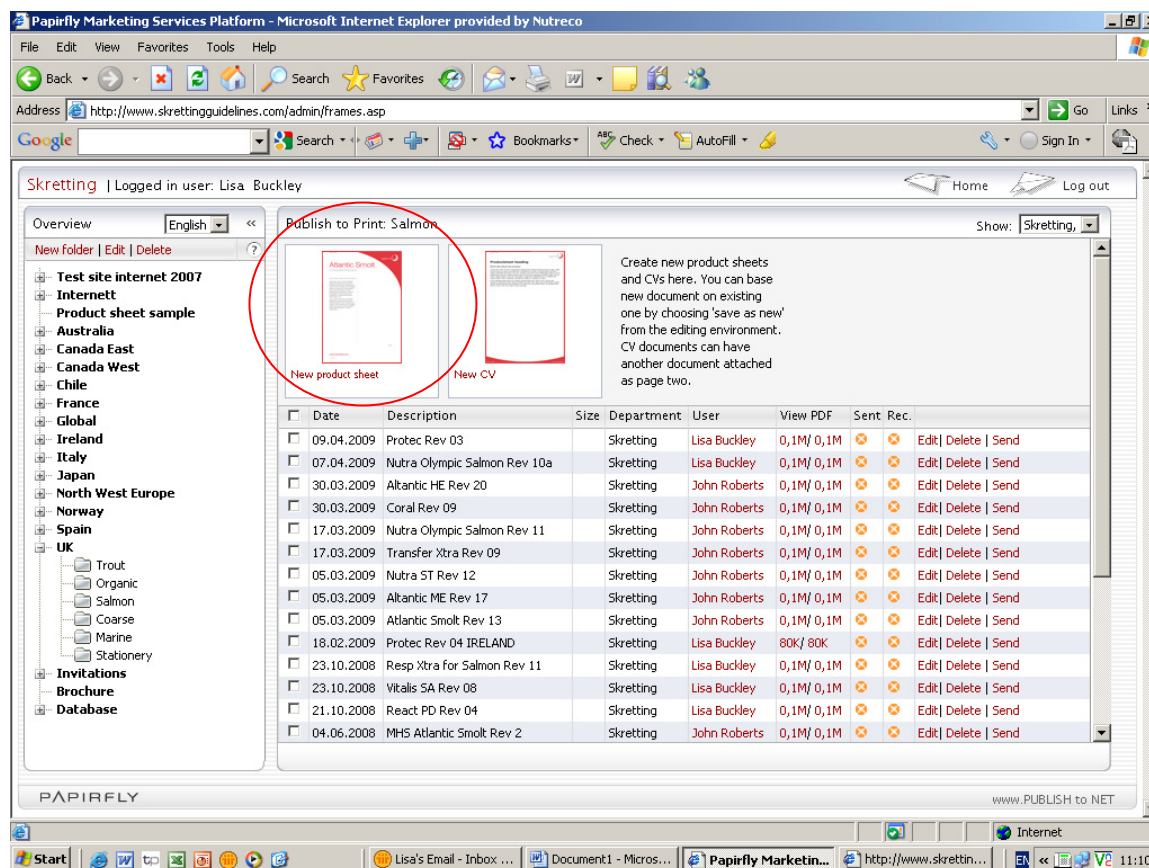 Papirfly Marketing Services Platform - Microsoft Internet Explorer provided by Nutreco
File Edit View Favorites Tools Help
Back Search Favorites
Address http://www.skrettingguidelines.com/admin/frames.asp Go Links
Google Search Bookmarks ABC Check AutoFill Sign In
Skretting | Logged in user: Lisa Buckley Home Log out
Overview English «
New folder | Edit | Delete ?
Test site internet 2007
Internett
Product sheet sample
Australia
Canada East
Canada West
Chile
France
Global
Ireland
Italy
Japan
North West Europe
Norway
Spain
UK
Trout
Organic
Salmon
Coarse
Marine
Stationery
Invitations
Brochure
Database
Publish to Print: Salmon Show: Skretting,
Atlantic Smolt
New product sheet
New CV
Create new product sheets
and CVs here. You can base
new document on existing
one by choosing 'save as new'
from the editing environment.
CV documents can have
another document attached
as page two.
Date Description Size Department User View PDF Sent Rec.
09.04.2009 Protec Rev 03 Skretting Lisa Buckley 0,1M/ 0,1M Edit| Delete | Send
07.04.2009 Nutra Olympic Salmon Rev 10a Skretting Lisa Buckley 0,1M/ 0,1M Edit| Delete | Send
30.03.2009 Altantic HE Rev 20 Skretting John Roberts 0,1M/ 0,1M Edit| Delete | Send
30.03.2009 Coral Rev 09 Skretting John Roberts 0,1M/ 0,1M Edit| Delete | Send
17.03.2009 Nutra Olympic Salmon Rev 11 Skretting John Roberts 0,1M/ 0,1M Edit| Delete | Send
17.03.2009 Transfer Xtra Rev 09 Skretting John Roberts 0,1M/ 0,1M Edit| Delete | Send
05.03.2009 Nutra ST Rev 12 Skretting John Roberts 0,1M/ 0,1M Edit| Delete | Send
05.03.2009 Altantic ME Rev 17 Skretting John Roberts 0,1M/ 0,1M Edit| Delete | Send
05.03.2009 Atlantic Smolt Rev 13 Skretting John Roberts 0,1M/ 0,1M Edit| Delete | Send
18.02.2009 Protec Rev 04 IRELAND Skretting Lisa Buckley 80K/ 80K Edit| Delete | Send
23.10.2008 Resp Xtra for Salmon Rev 11 Skretting Lisa Buckley 0,1M/ 0,1M Edit| Delete | Send
23.10.2008 Vitalis SA Rev 08 Skretting Lisa Buckley 0,1M/ 0,1M Edit| Delete | Send
21.10.2008 React PD Rev 04 Skretting Lisa Buckley 0,1M/ 0,1M Edit| Delete | Send
04.06.2008 MHS Atlantic Smolt Rev 2 Skretting John Roberts 0,1M/ 0,1M Edit| Delete | Send
PAPIRFLY www.PUBLISH to NET
Internet
Start Lisa's Email - Inbox ... Document1 - Micros... Papirfly Marketin... http://www.skrettin... EN « 11:10